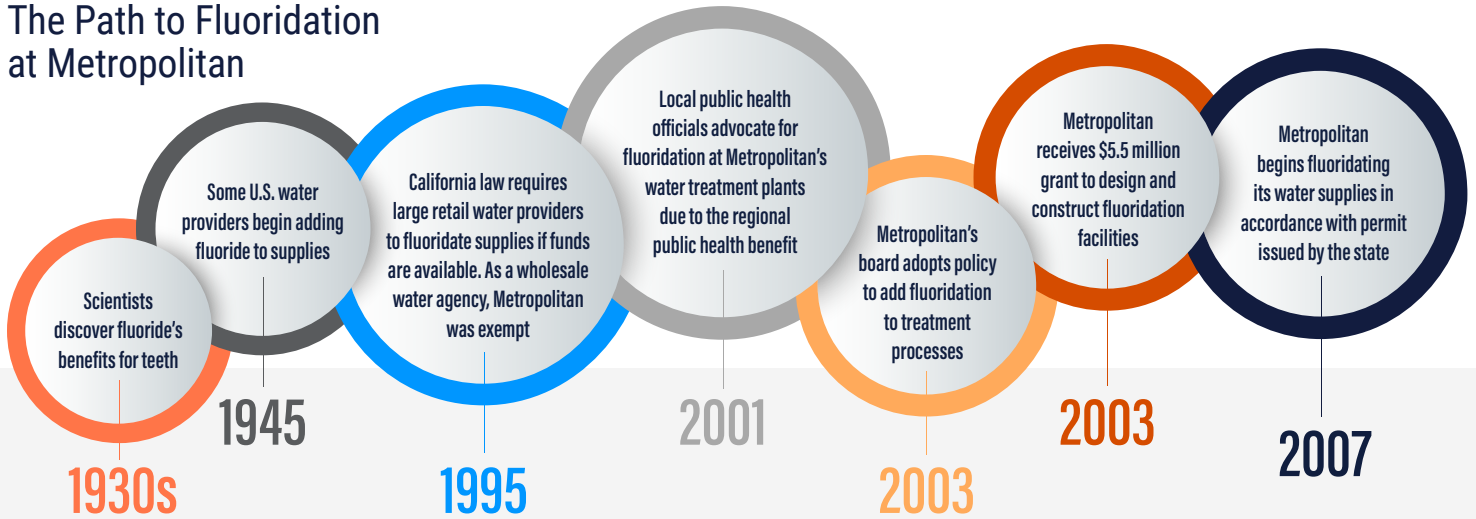 The Path to Fluoridation
at Metropolitan
Scientists
discover fluoride's
benefits for teeth
1930s
Some U.S. water
providers begin adding
fluoride to supplies
1945
California law requires
large retail water providers
to fluoridate supplies if funds
are available. As a wholesale
water agency, Metropolitan
was exempt
1995
Local public health
officials advocate for
fluoridation at Metropolitan's
water treatment plants
due to the regional
public health benefit
2001
Metropolitan's
board adopts policy
to add fluoridation
to treatment
processes
2003
Metropolitan
receives $5.5 million
grant to design and
construct fluoridation
facilities
2003
Metropolitan
begins fluoridating
its water supplies in
accordance with permit
issued by the state
2007